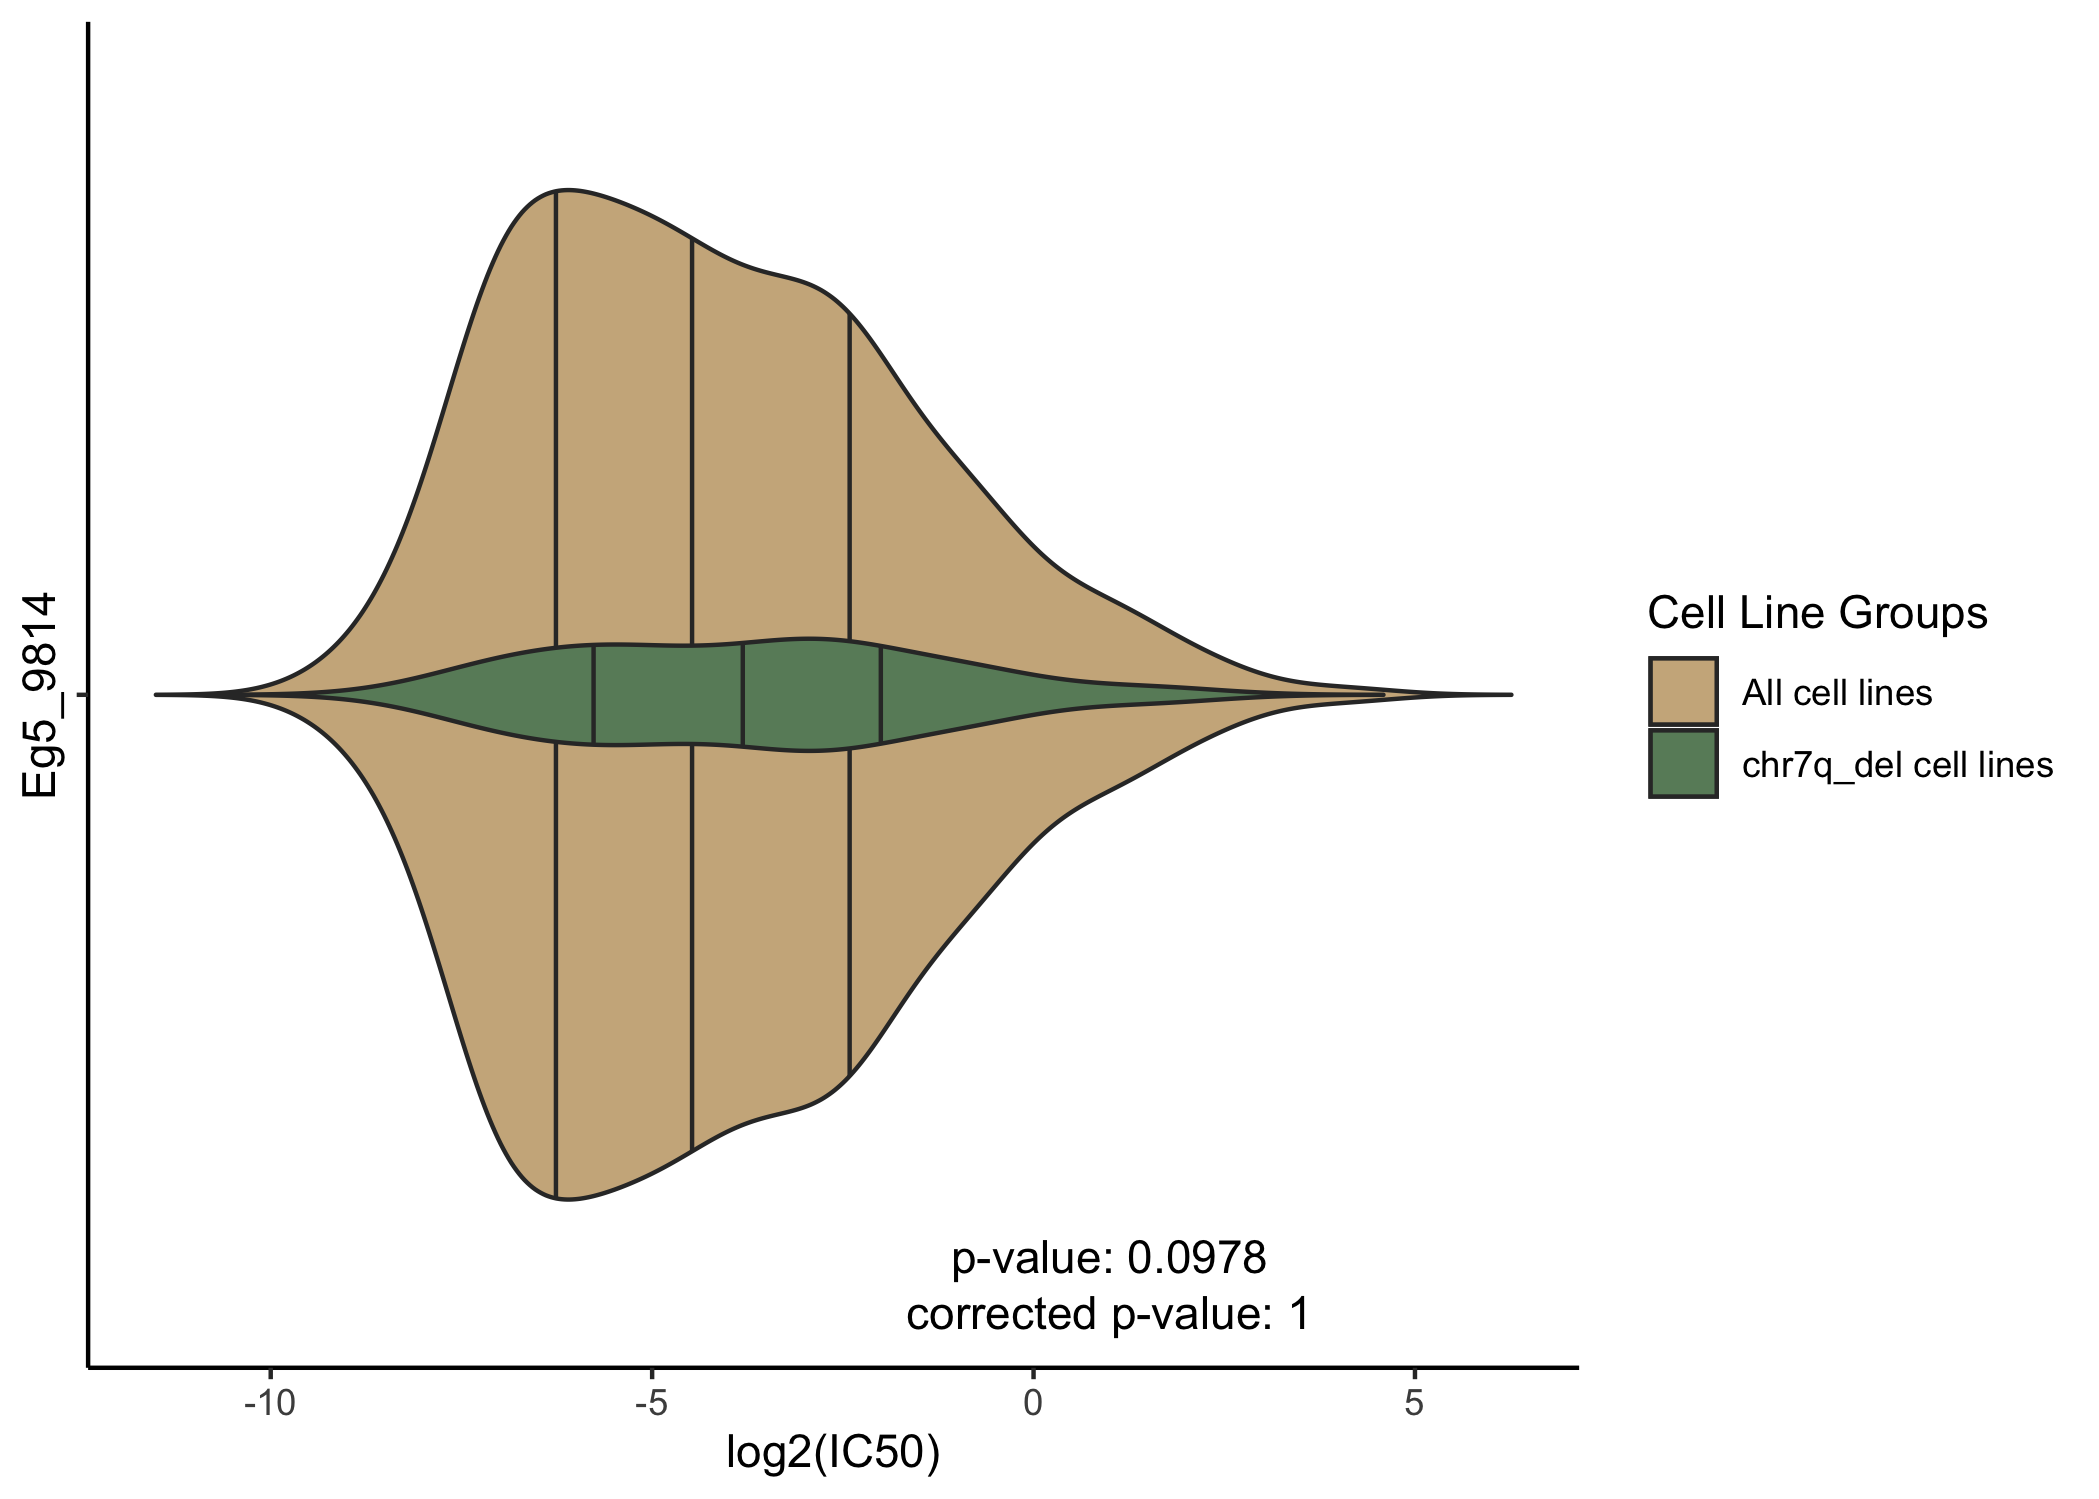 Eg5_9814
Cell Line Groups
All cell lines
chr7q_del cell lines
p-value: 0.0978
corrected p-value: 1
-10 -5 0 5
log2(IC50)